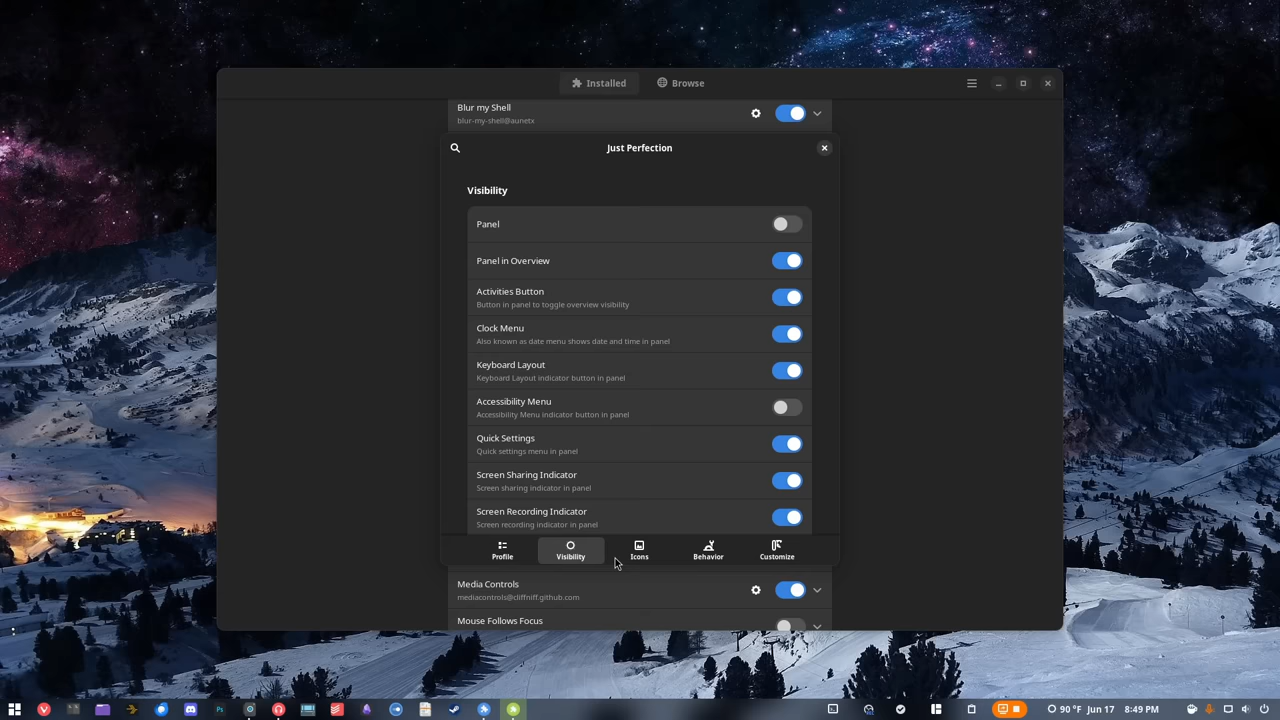 Installed
Browse
Blur my Shell
blur-my-shell@aunetx
Just Perfection
Visibility
Panel
Panel in Overview
Activities Button
Button in panel to toggle overview visibility
Clock Menu
Also known as date menu shows date and time in panel
Keyboard Layout
Keyboard Layout indicator button in panel
Accessibility Menu
Accessibility Menu indicator button in panel
Quick Settings
Quick settings menu in panel
Screen Sharing Indicator
Screen sharing indicator in panel
Screen Recording Indicator
Screen recording indicator in panel
Profile
Visibility
Icons
Behavior
Customize
Media Controls
mediacontrols@cliffniff.github.com
Mouse Follows Focus
Ps
90 °F
Jun 17
8:49 PM